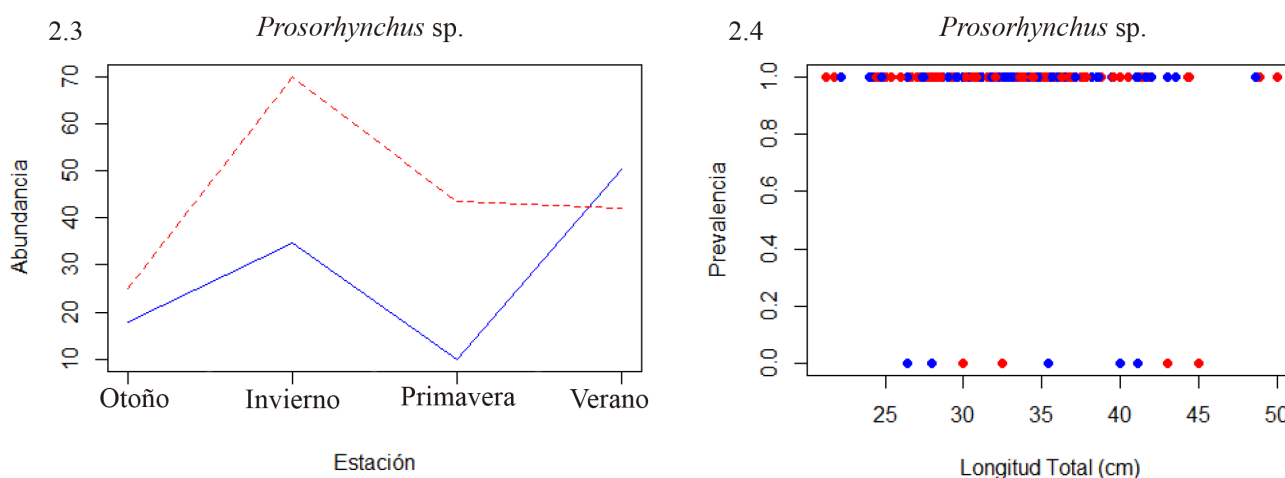 2.3
Prosorhynchus sp.
Abundancia
70
60
50
40
30
20
10
Otoño Invierno Primavera Verano
Estación
2.4
Prosorhynchus sp.
Prevalencia
1.0
0.8
0.6
0.4
0.2
0.0
25 30 35 40 45 50
Longitud Total (cm)